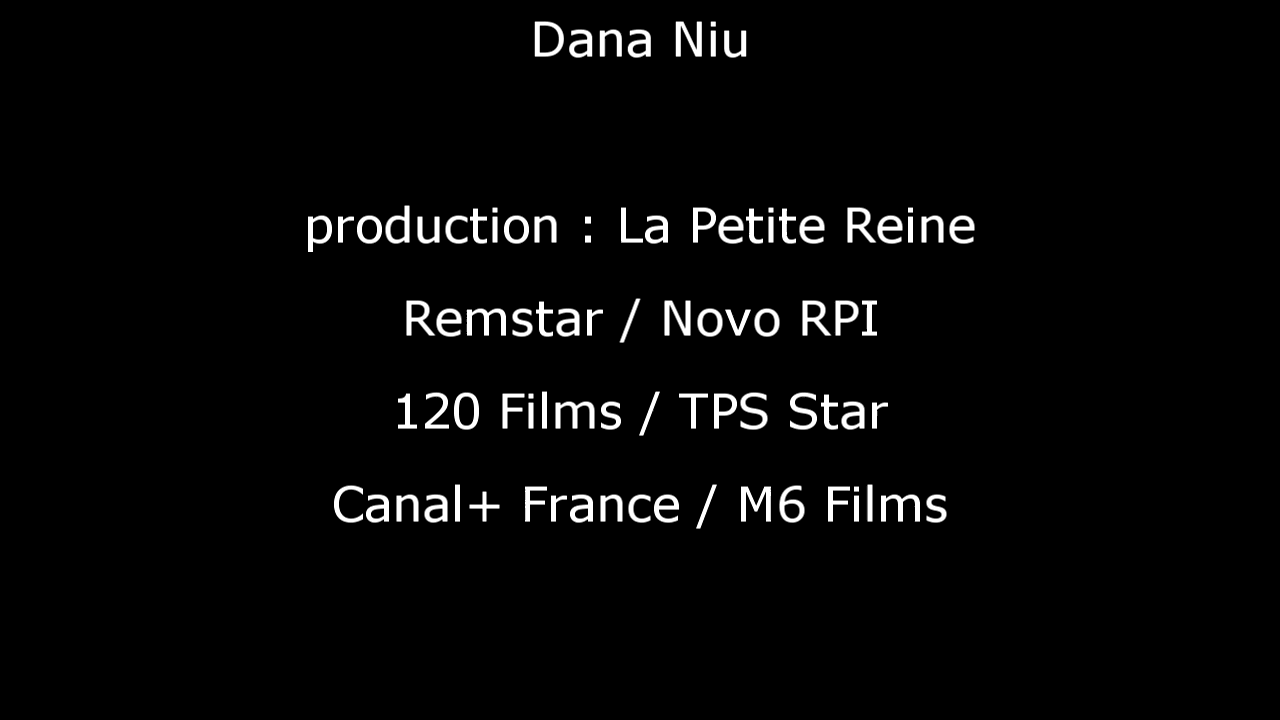 Dana Niu
production : La Petite Reine
Remstar / Novo RPI
120 Films / TPS Star
Canal+ France / M6 Films